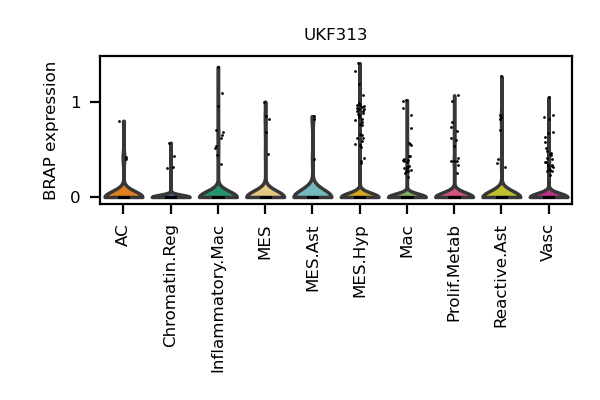 UKF313
BRAP expression
1
0
AC
Chromatin.Reg
Inflammatory.Mac
MES
MES.Ast
MES.Hyp
Mac
Prolif.Metab
Reactive.Ast
Vasc